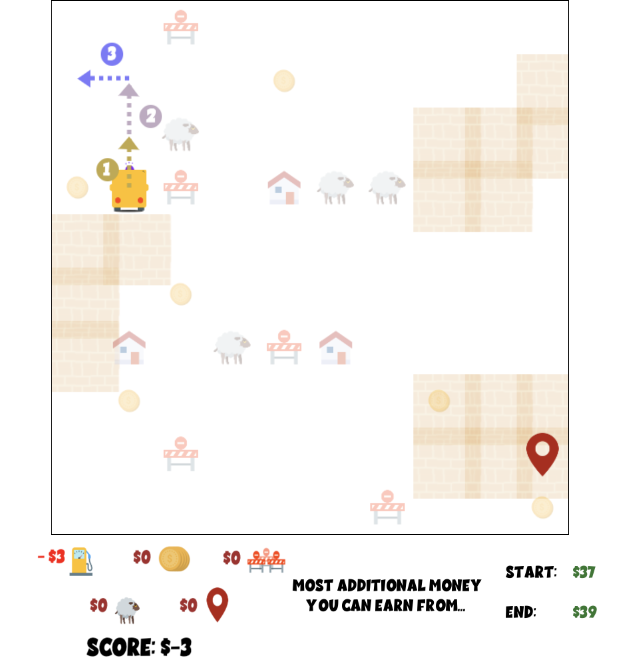 3
2
1
- $3
$0
$0
$0
$0
SCORE: $-3
MOST ADDITIONAL MONEY
YOU CAN EARN FROM...
START: $37
END: $39